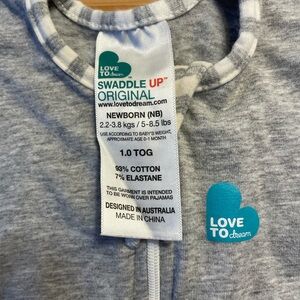 LOVE
TO dream
SWADDLE UP™
ORIGINAL
www.lovetodream.com
NEWBORN (NB)
2.2-3.8 kgs / 5-8.5 lbs
USE ACCORDING TO BABY'S WEIGHT,
APPROXIMATE AGE 0-1 MONTH
1.0 TOG
93% COTTON
7% ELASTANE
THIS GARMENT IS INTENDED
TO BE WORN OVER PAJAMAS
DESIGNED IN AUSTRALIA
MADE IN CHINA
LOVE
TO dream